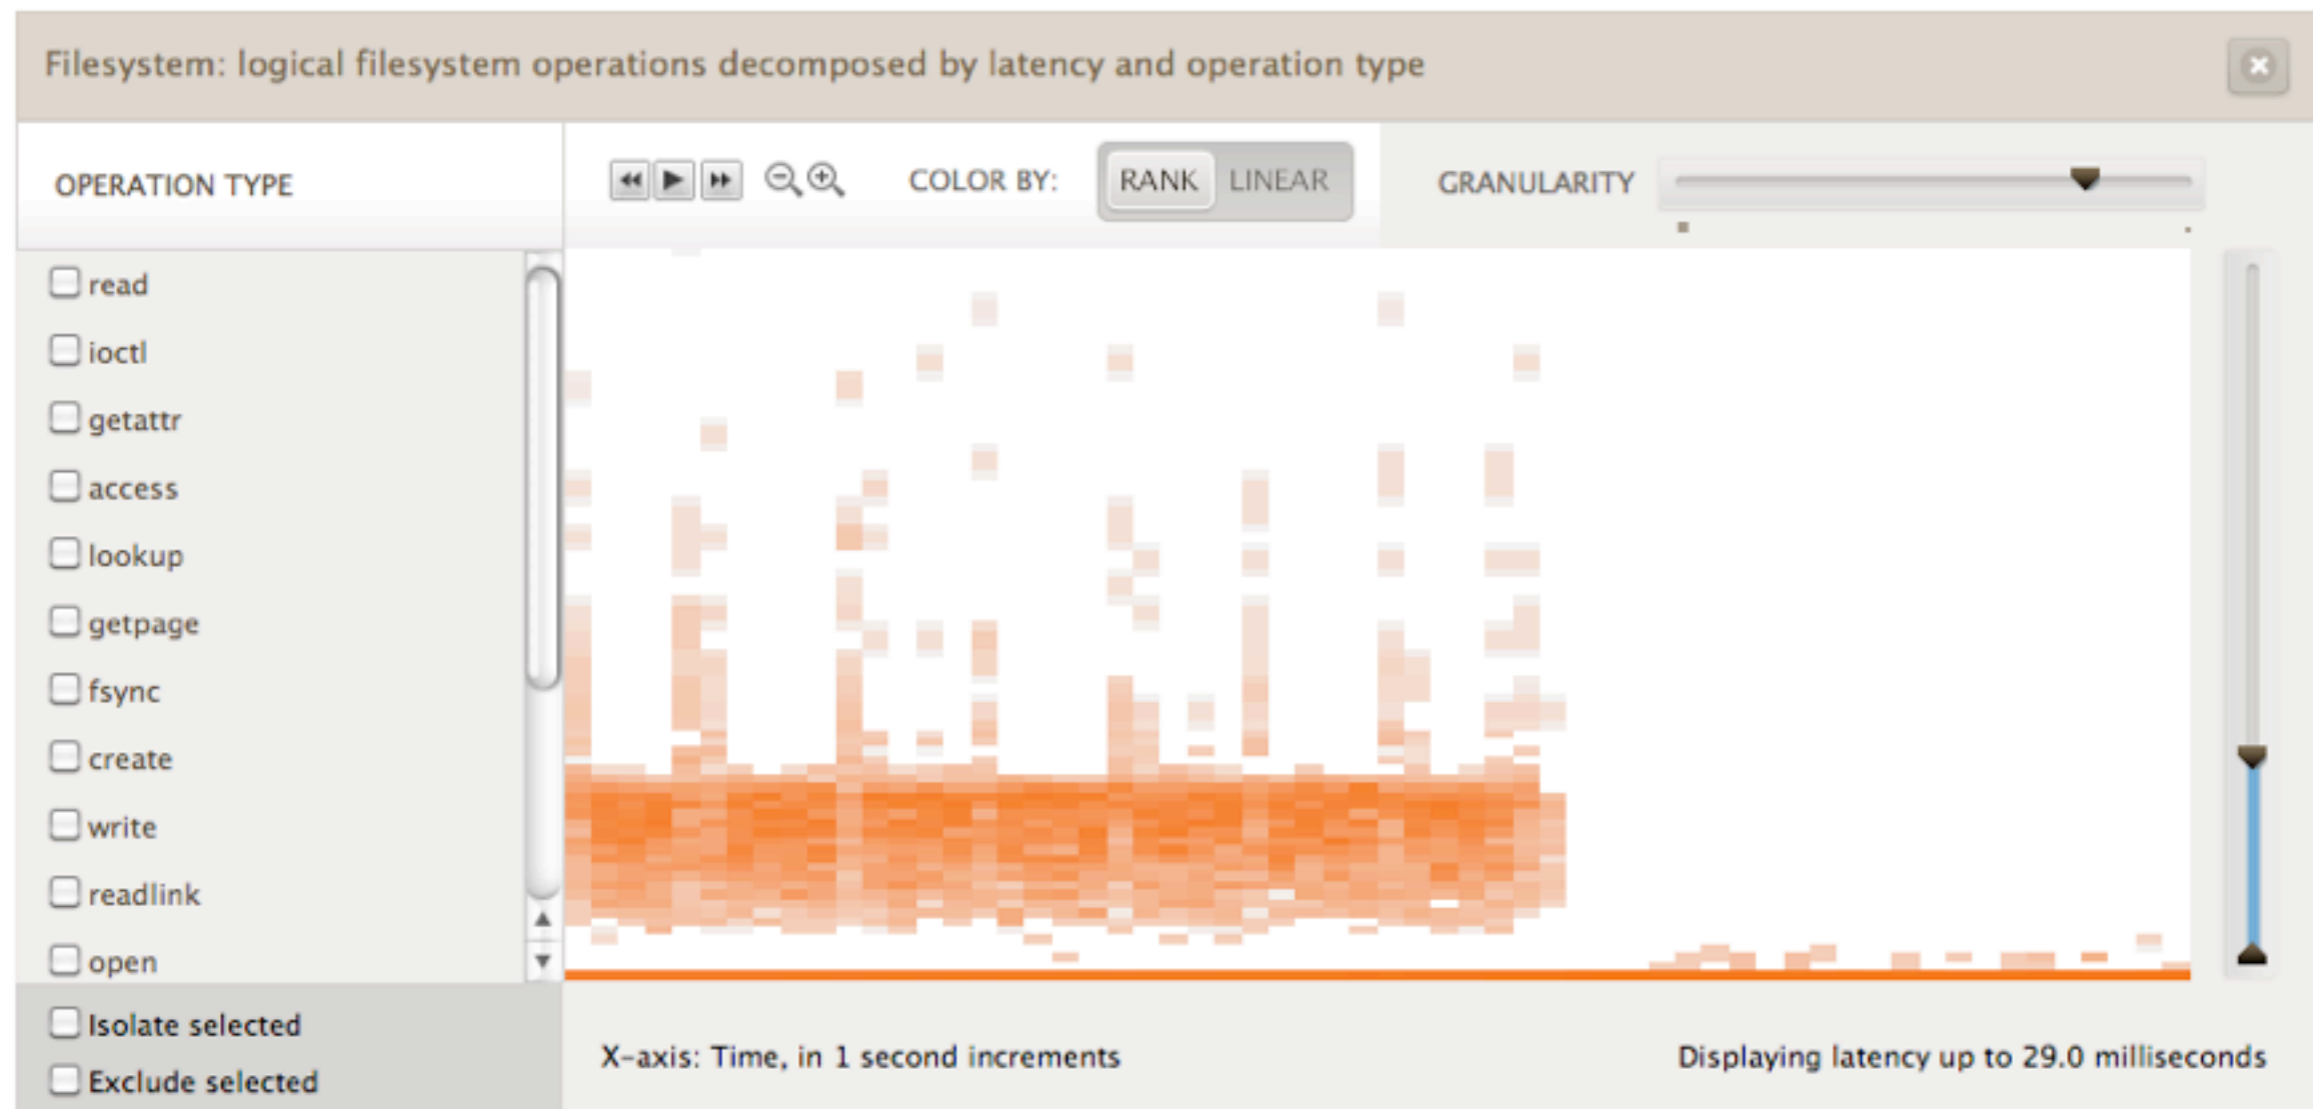 Filesystem: logical filesystem operations decomposed by latency and operation type
OPERATION TYPE
COLOR BY: RANK LINEAR
GRANULARITY
read
ioctl
getattr
access
lookup
getpage
fsync
create
write
readlink
open
Isolate selected
Exclude selected
X-axis: Time, in 1 second increments
Displaying latency up to 29.0 milliseconds